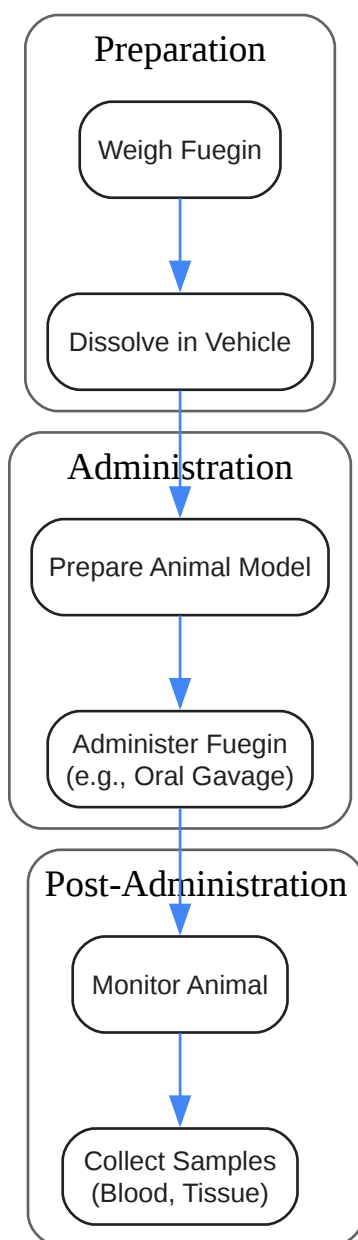 Preparation
Weigh Fuegin
Dissolve in Vehicle
Administration
Prepare Animal Model
Administer Fuegin
(e.g., Oral Gavage)
Post-Administration
Monitor Animal
Collect Samples
(Blood, Tissue)